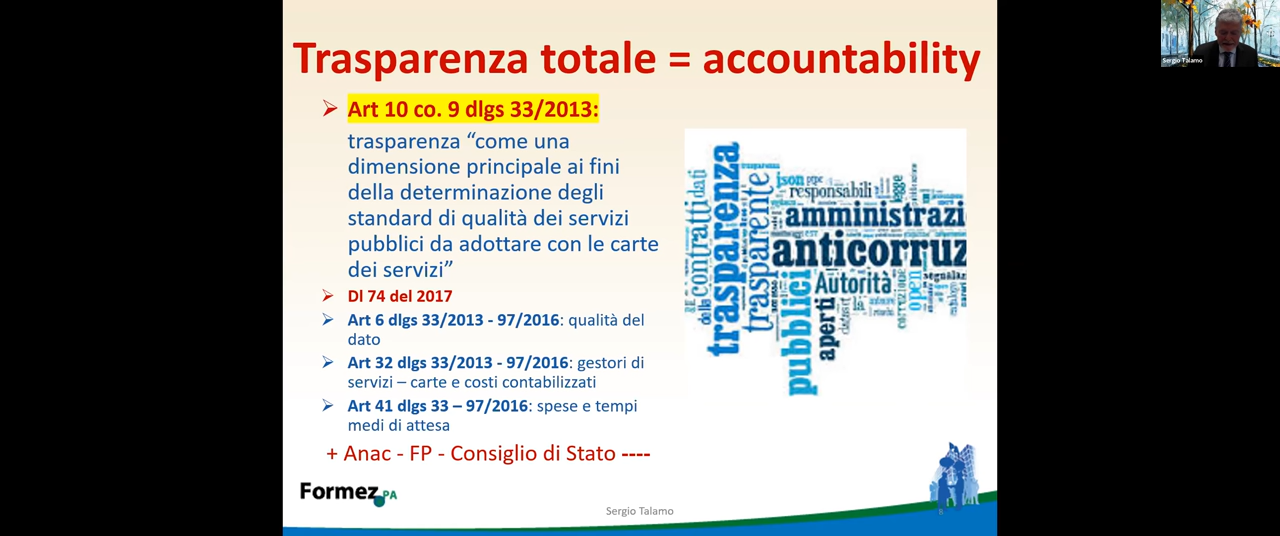 Trasparenza totale = accountability
Art 10 co. 9 dlgs 33/2013:
trasparenza “come una
dimensione principale ai fini
della determinazione degli
standard di qualità dei servizi
pubblici da adottare con le carte
dei servizi”
Dl 74 del 2017
Art 6 dlgs 33/2013 - 97/2016: qualità del
dato
Art 32 dlgs 33/2013 - 97/2016: gestori di
servizi – carte e costi contabilizzati
Art 41 dlgs 33 – 97/2016: spese e tempi
medi di attesa
+ Anac - FP - Consiglio di Stato ----
contratti dati
della
trasparenza
trasparente
json
responsabili
legge
amministrazi
anticorruz
pubblici
aperti
Autorità
open
segnalaz
Formez PA
Sergio Talamo
Sergio Talamo